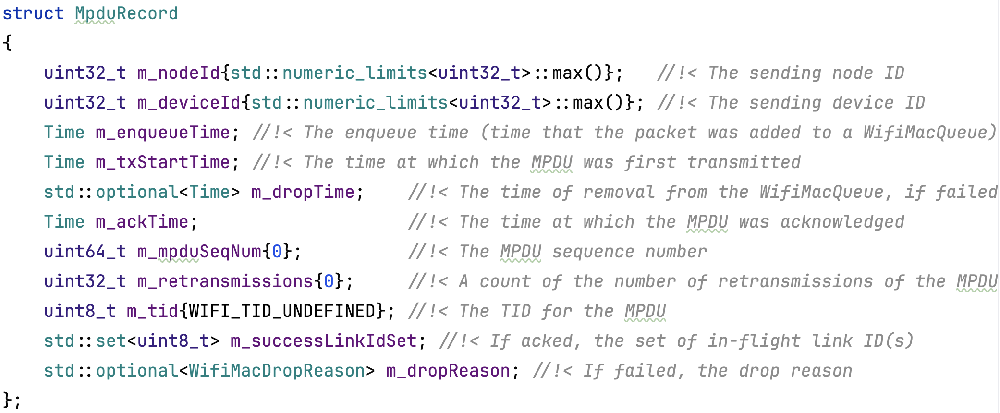 struct MpduRecord
{
    uint32_t m_nodeId{std::numeric_limits<uint32_t>::max()};   //!< The sending node ID
    uint32_t m_deviceId{std::numeric_limits<uint32_t>::max()}; //!< The sending device ID
    Time m_enqueueTime; //!< The enqueue time (time that the packet was added to a WifiMacQueue)
    Time m_txStartTime; //!< The time at which the MPDU was first transmitted
    std::optional<Time> m_dropTime;    //!< The time of removal from the WifiMacQueue, if failed
    Time m_ackTime;                    //!< The time at which the MPDU was acknowledged
    uint64_t m_mpduSeqNum{0};          //!< The MPDU sequence number
    uint32_t m_retransmissions{0};     //!< A count of the number of retransmissions of the MPDU
    uint8_t m_tid{WIFI_TID_UNDEFINED}; //!< The TID for the MPDU
    std::set<uint8_t> m_successLinkIdSet; //!< If acked, the set of in-flight link ID(s)
    std::optional<WifiMacDropReason> m_dropReason; //!< If failed, the drop reason
};